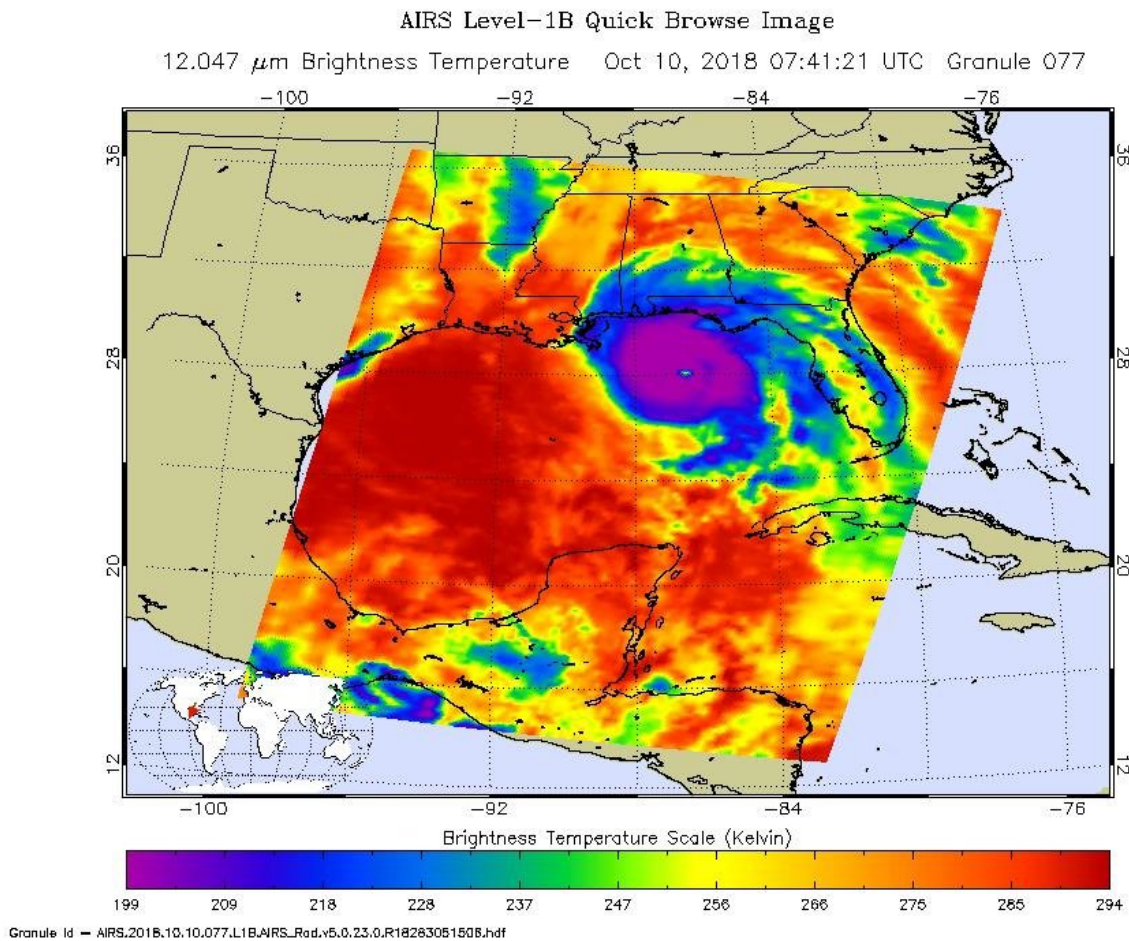 AIRS Level-1B Quick Browse Image
12.047 μm Brightness Temperature Oct 10, 2018 07:41:21 UTC Granule 077
-100 -92 -84 -76
36 36
28 28
20 20
12 12
-100 -92 -84 -76
Brightness Temperature Scale (Kelvin)
199 209 218 228 237 247 256 266 275 285 294
Granule Id - AIRS.2018.10.10.077.L1B.AIRS_Rad.v5.0.23.0.R18283051508.hdf